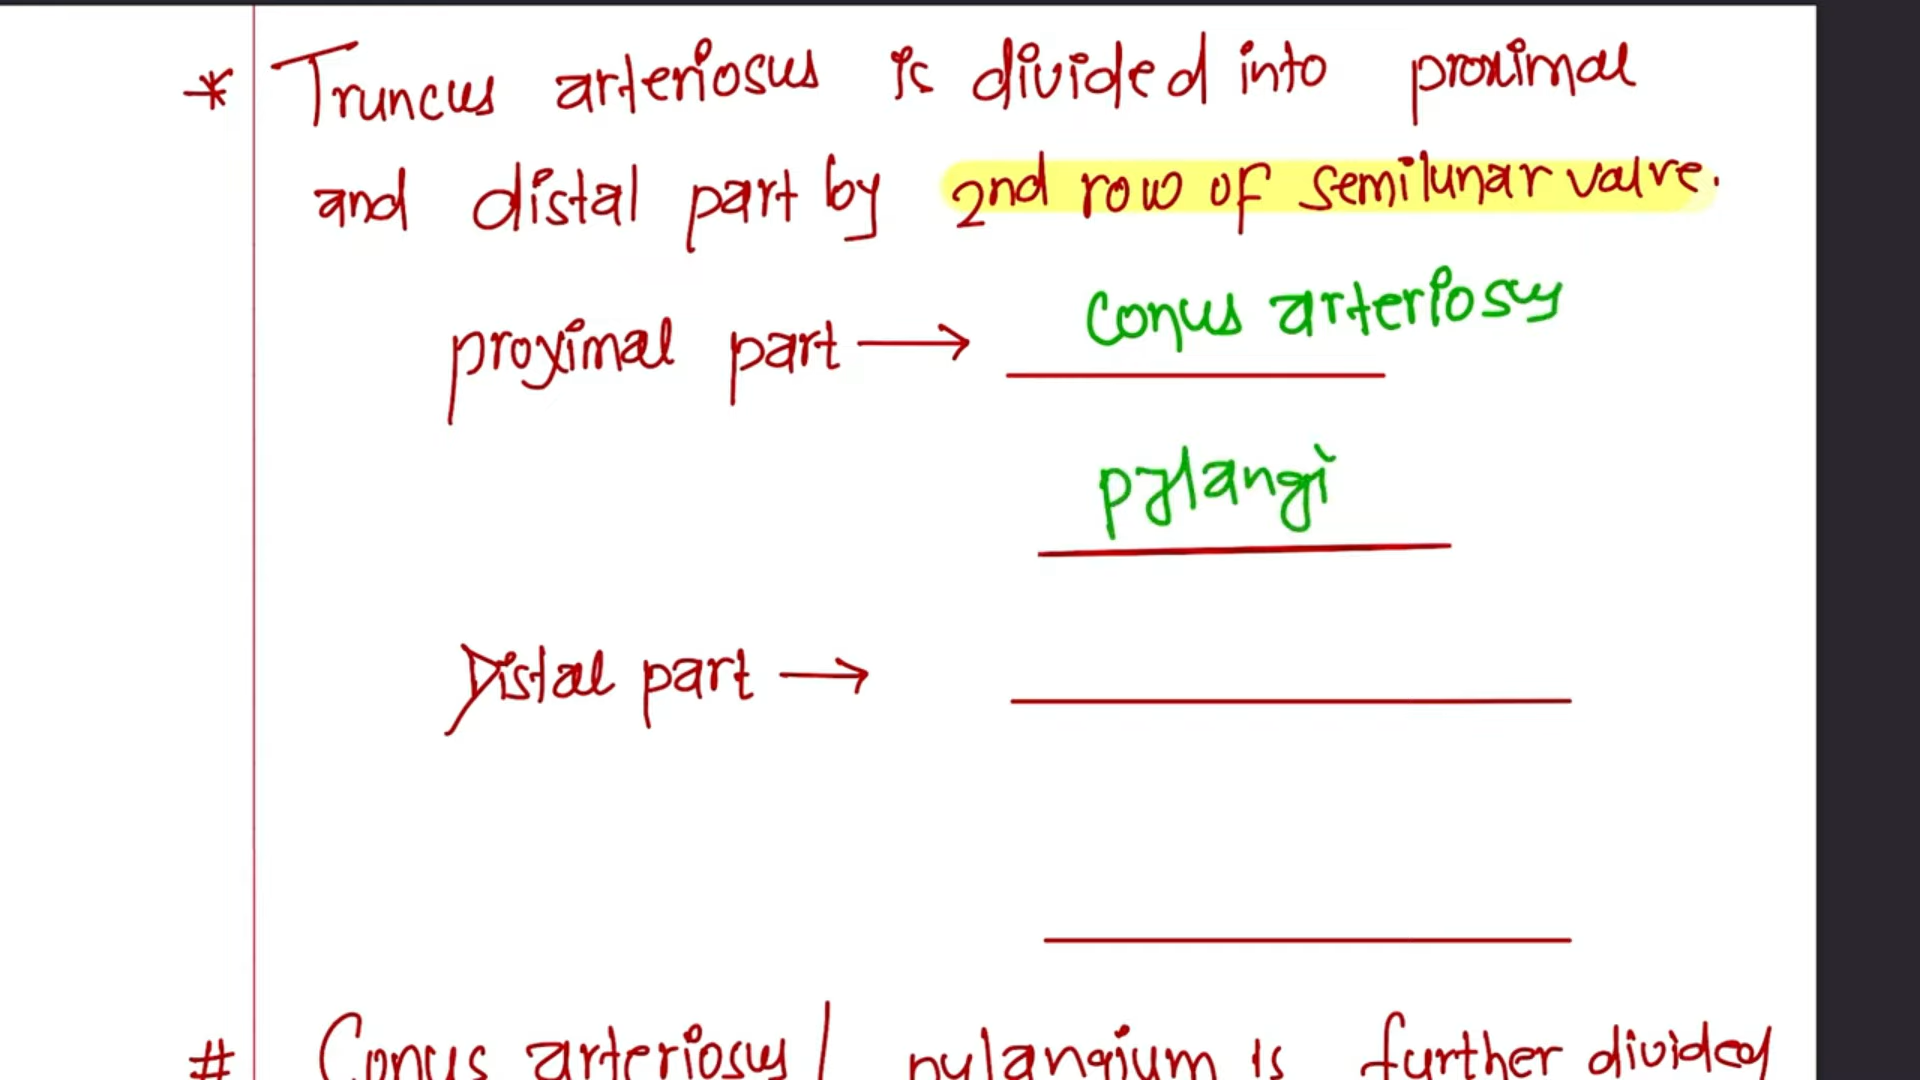 * Truncus arteriosus is divided into proximal
and distal part by 2nd row of semilunar valve.
proximal part → Conus arteriosus
pylangi
Distal part →
# Conus arteriosus / pylangium is further divided